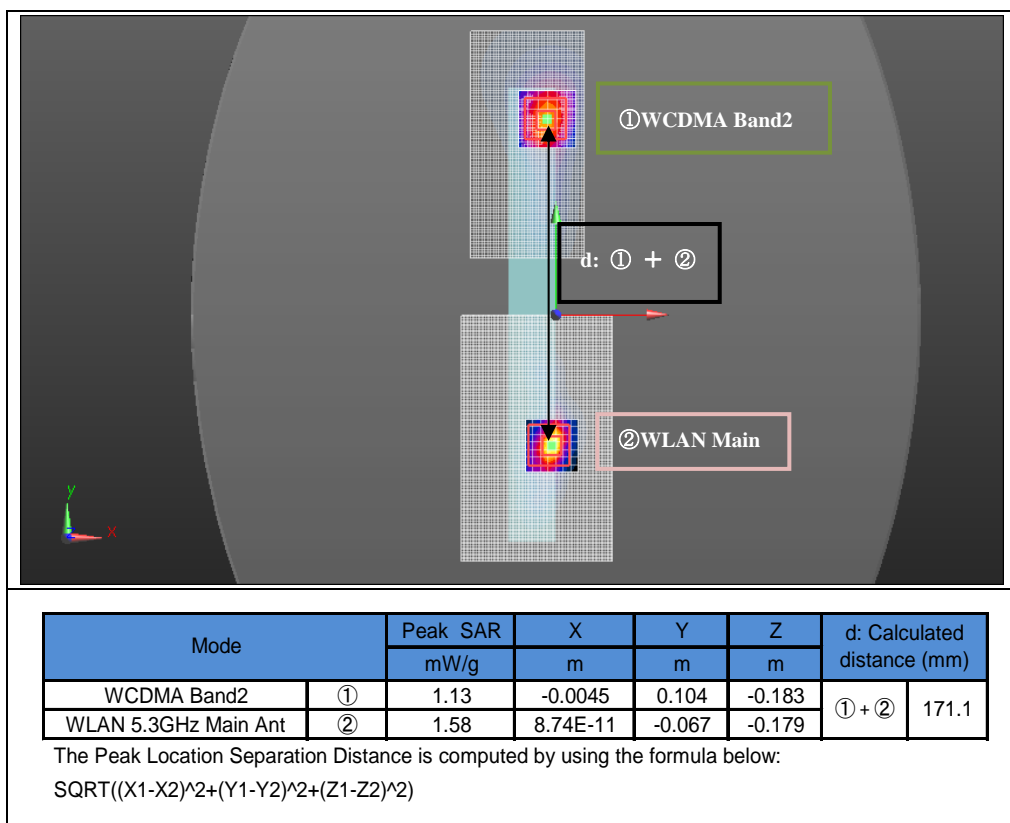 ①WCDMA Band2
d: ① + ②
②WLAN Main
y
x
Mode Peak SAR X Y Z d: Calculated distance (mm)
mW/g m m m
WCDMA Band2 ① 1.13 -0.0045 0.104 -0.183 ①+② 171.1
WLAN 5.3GHz Main Ant ② 1.58 8.74E-11 -0.067 -0.179
The Peak Location Separation Distance is computed by using the formula below:
SQRT((X1-X2)^2+(Y1-Y2)^2+(Z1-Z2)^2)